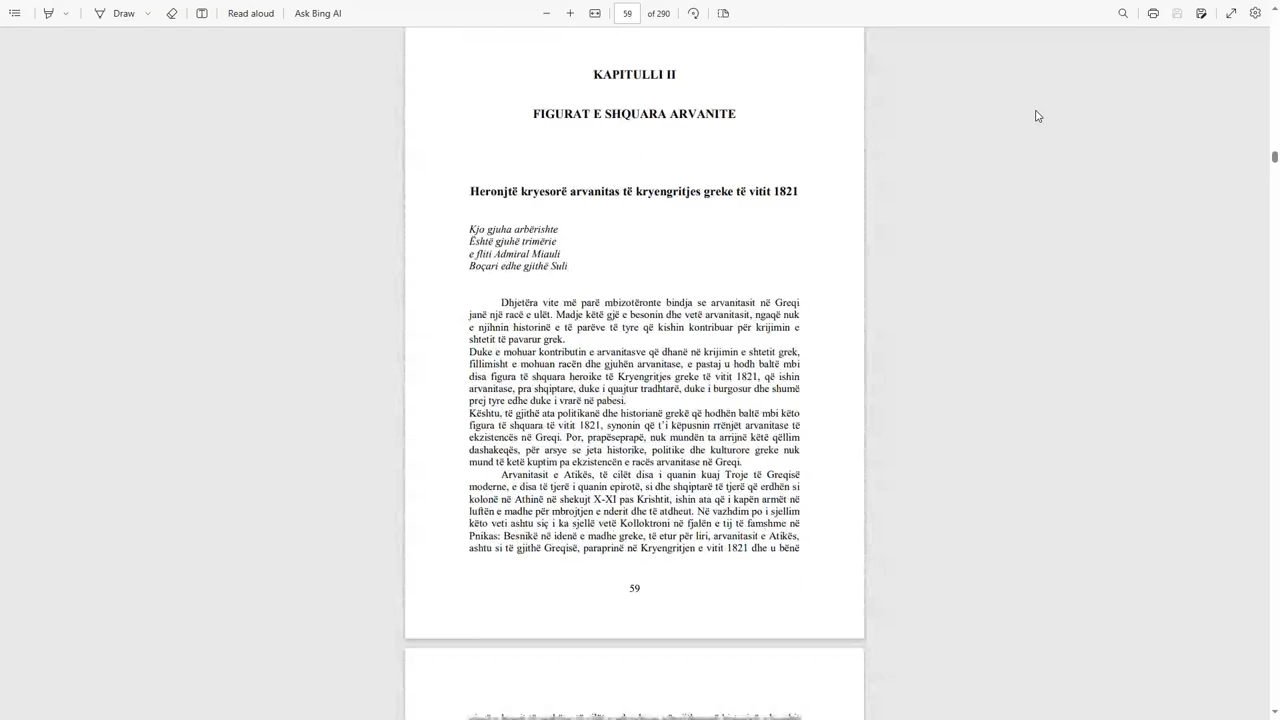 Draw
Read aloud
Ask Bing AI
59
of 290
KAPITULLI II
FIGURAT E SHQUARA ARVANITE
Heronjtë kryesorë arvanitas të kryengritjes greke të vitit 1821
Kjo gjuha arbërishte
Është gjuhë trimërie
e fliti Admiral Miauli
Boçari edhe gjithë Suli
Dhjetëra vite më parë mbizotëronte bindja se arvanitasit në Greqi
janë një racë e ulët. Madje këtë gjë e besonin dhe vetë arvanitasit, ngaqë nuk
e njihnin historinë e të parëve të tyre që kishin kontribuar për krijimin e
shtetit të pavarur grek.
Duke e mohuar kontributin e arvanitasve që dhanë në krijimin e shtetit grek,
fillimisht e mohuan racën dhe gjuhën arvanitase, e pastaj u hodh baltë mbi
disa figura të shquara heroike të Kryengritjes greke të vitit 1821, që ishin
arvanitase, pra shqiptare, duke i quajtur tradhtarë, duke i burgosur dhe shumë
prej tyre edhe duke i vrarë në pabesi.
Kështu, të gjithë ata politikanë dhe historianë grekë që hodhën baltë mbi këto
figura të shquara të vitit 1821, synonin që t'i këpusnin rrënjët arvanitase të
ekzistencës në Greqi. Por, prapëseprapë, nuk mundën ta arrijnë këtë qëllim
dashakeqës, për arsye se jeta historike, politike dhe kulturore greke nuk
mund të ketë kuptim pa ekzistencën e racës arvanitase në Greqi.
Arvanitasit e Atikës, të cilët disa i quanin kuaj Troje të Greqisë
moderne, e disa të tjerë i quanin epirotë, si dhe shqiptarë të tjerë që erdhën si
kolonë në Athinë në shekujt X-XI pas Krishtit, ishin ata që i kapën armët në
luftën e madhe për mbrojtjen e nderit dhe të atdheut. Në vazhdim po i sjellim
këto veti ashtu siç i ka sjellë vetë Kolloktroni në fjalën e tij të famshme në
Pnikas: Besnikë në idenë e madhe greke, të etur për liri, arvanitasit e Atikës,
ashtu si të gjithë Greqisë, paraprinë në Kryengritjen e vitit 1821 dhe u bënë
59